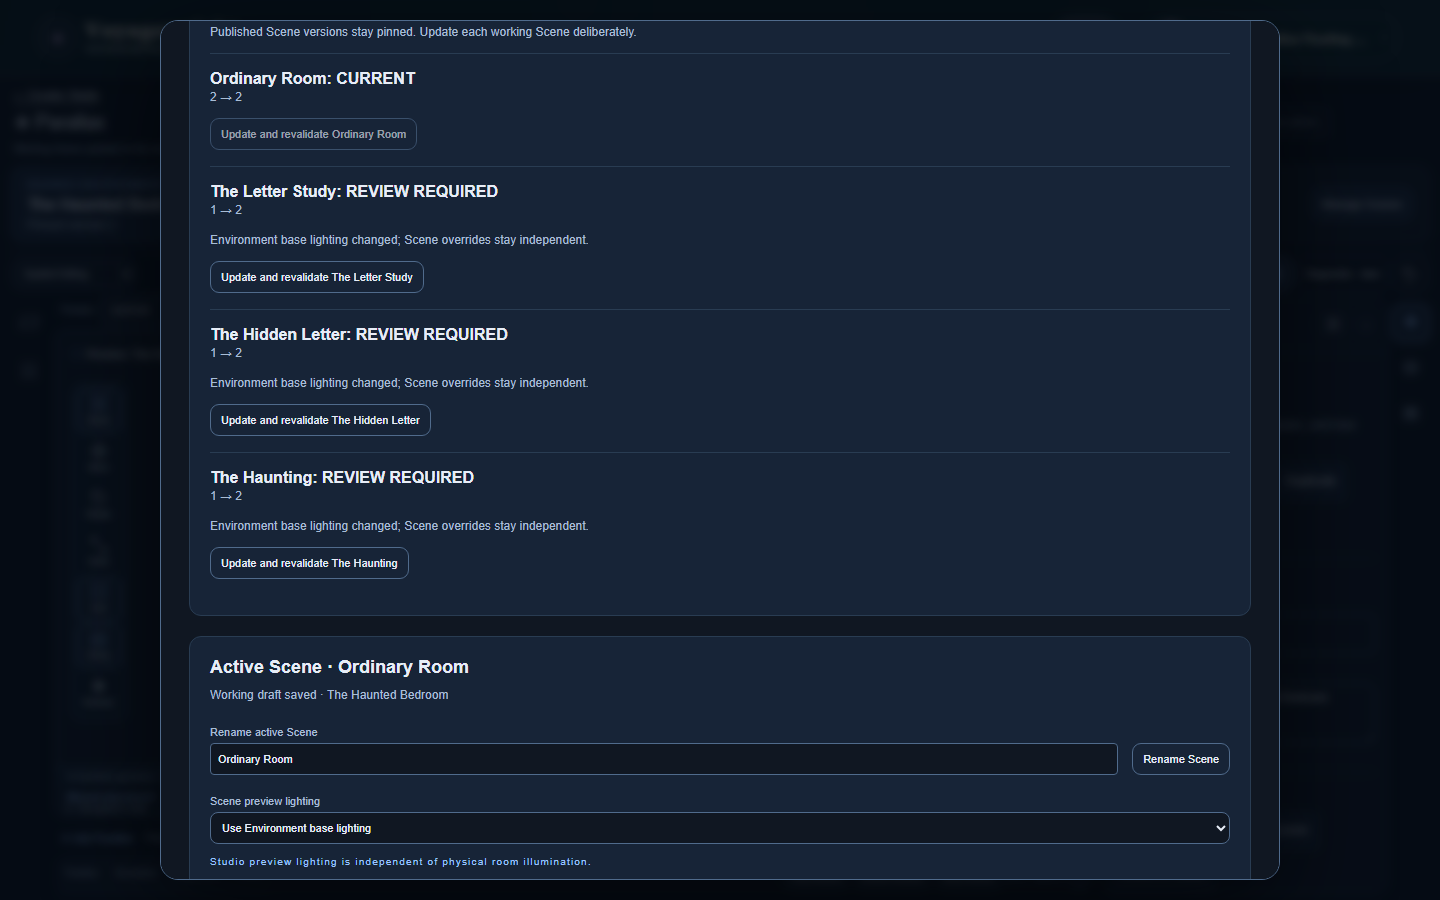 Published Scene versions stay pinned. Update each working Scene deliberately.
Ordinary Room: CURRENT
2 → 2
Update and revalidate Ordinary Room
The Letter Study: REVIEW REQUIRED
1 → 2
Environment base lighting changed; Scene overrides stay independent.
Update and revalidate The Letter Study
The Hidden Letter: REVIEW REQUIRED
1 → 2
Environment base lighting changed; Scene overrides stay independent.
Update and revalidate The Hidden Letter
The Haunting: REVIEW REQUIRED
1 → 2
Environment base lighting changed; Scene overrides stay independent.
Update and revalidate The Haunting
Active Scene · Ordinary Room
Working draft saved · The Haunted Bedroom
Rename active Scene
Ordinary Room
Rename Scene
Scene preview lighting
Use Environment base lighting
Studio preview lighting is independent of physical room illumination.